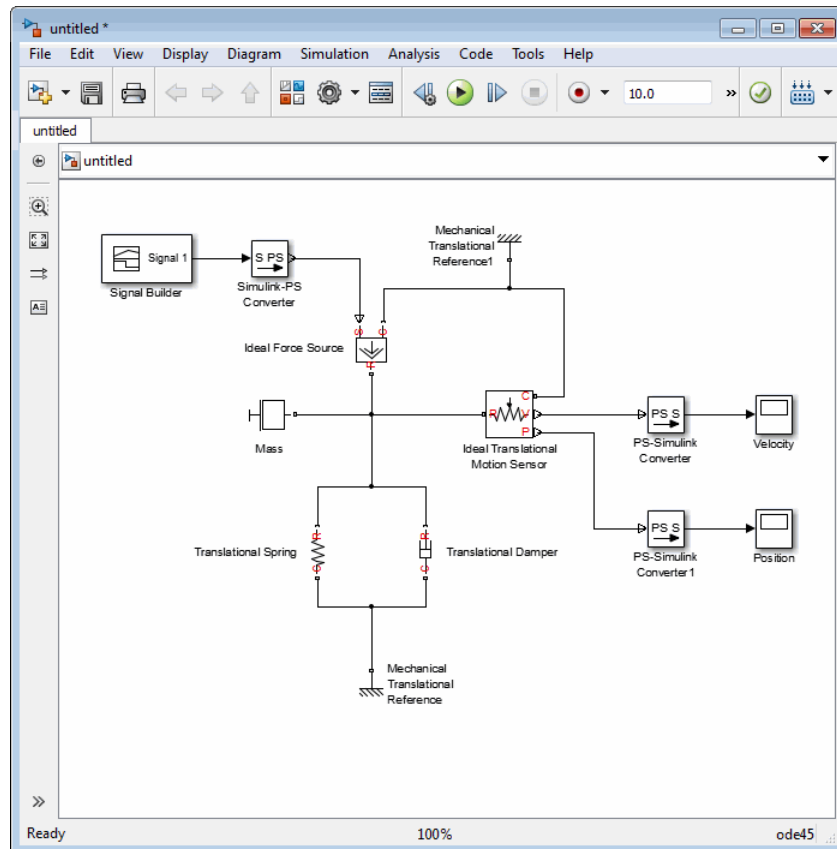 untitled *
File Edit View Display Diagram Simulation Analysis Code Tools Help
10.0
»
untitled
untitled
Mechanical
Translational
Reference1
Signal 1
S PS
Signal Builder
Simulink-PS
Converter
S
C
Ideal Force Source
R
C
R
V
P
PS S
Mass
Ideal Translational
Motion Sensor
PS-Simulink
Converter
Velocity
R
R
Translational Spring
Translational Damper
PS S
C
C
PS-Simulink
Converter1
Position
Mechanical
Translational
Reference
»
Ready 100% ode45